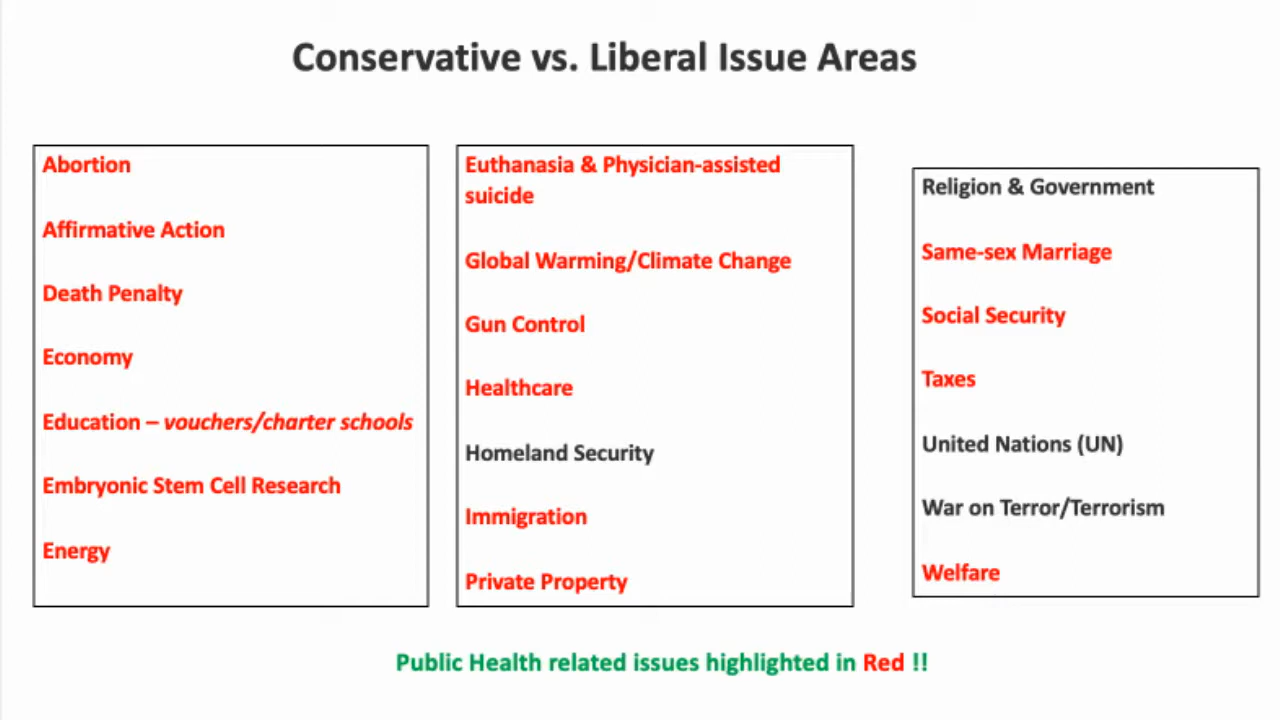 Conservative vs. Liberal Issue Areas
Abortion
Affirmative Action
Death Penalty
Economy
Education – vouchers/charter schools
Embryonic Stem Cell Research
Energy
Euthanasia & Physician-assisted
suicide
Global Warming/Climate Change
Gun Control
Healthcare
Homeland Security
Immigration
Private Property
Religion & Government
Same-sex Marriage
Social Security
Taxes
United Nations (UN)
War on Terror/Terrorism
Welfare
Public Health related issues highlighted in Red !!